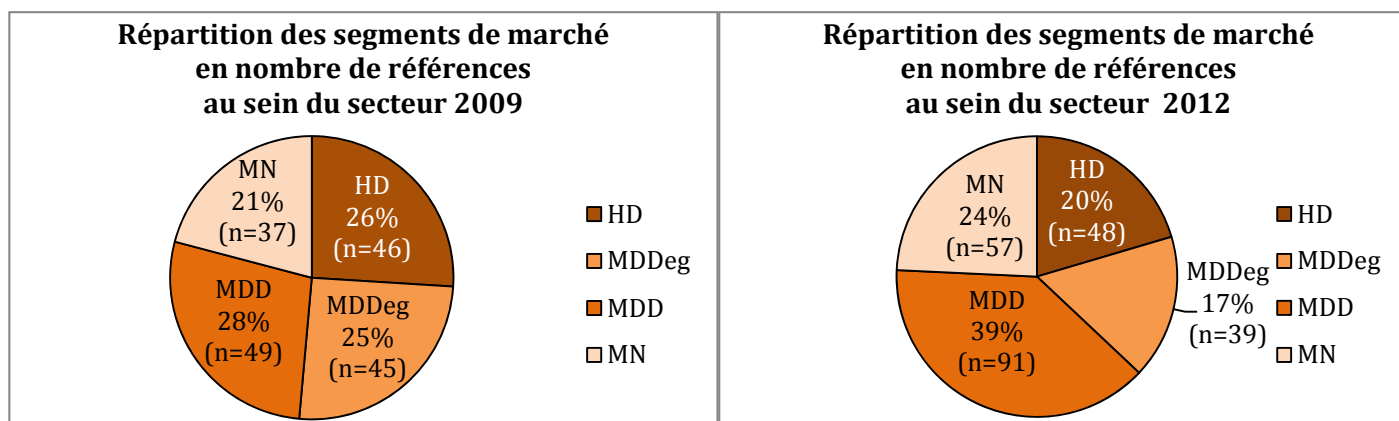 Répartition des segments de marché
en nombre de références
au sein du secteur 2009
MN
21%
(n=37)
HD
26%
(n=46)
MDD
28%
(n=49)
MDDeg
25%
(n=45)
HD
MDDeg
MDD
MN
Répartition des segments de marché
en nombre de références
au sein du secteur  2012
MN
24%
(n=57)
HD
20%
(n=48)
MDDeg
17%
(n=39)
MDD
39%
(n=91)
HD
MDDeg
MDD
MN